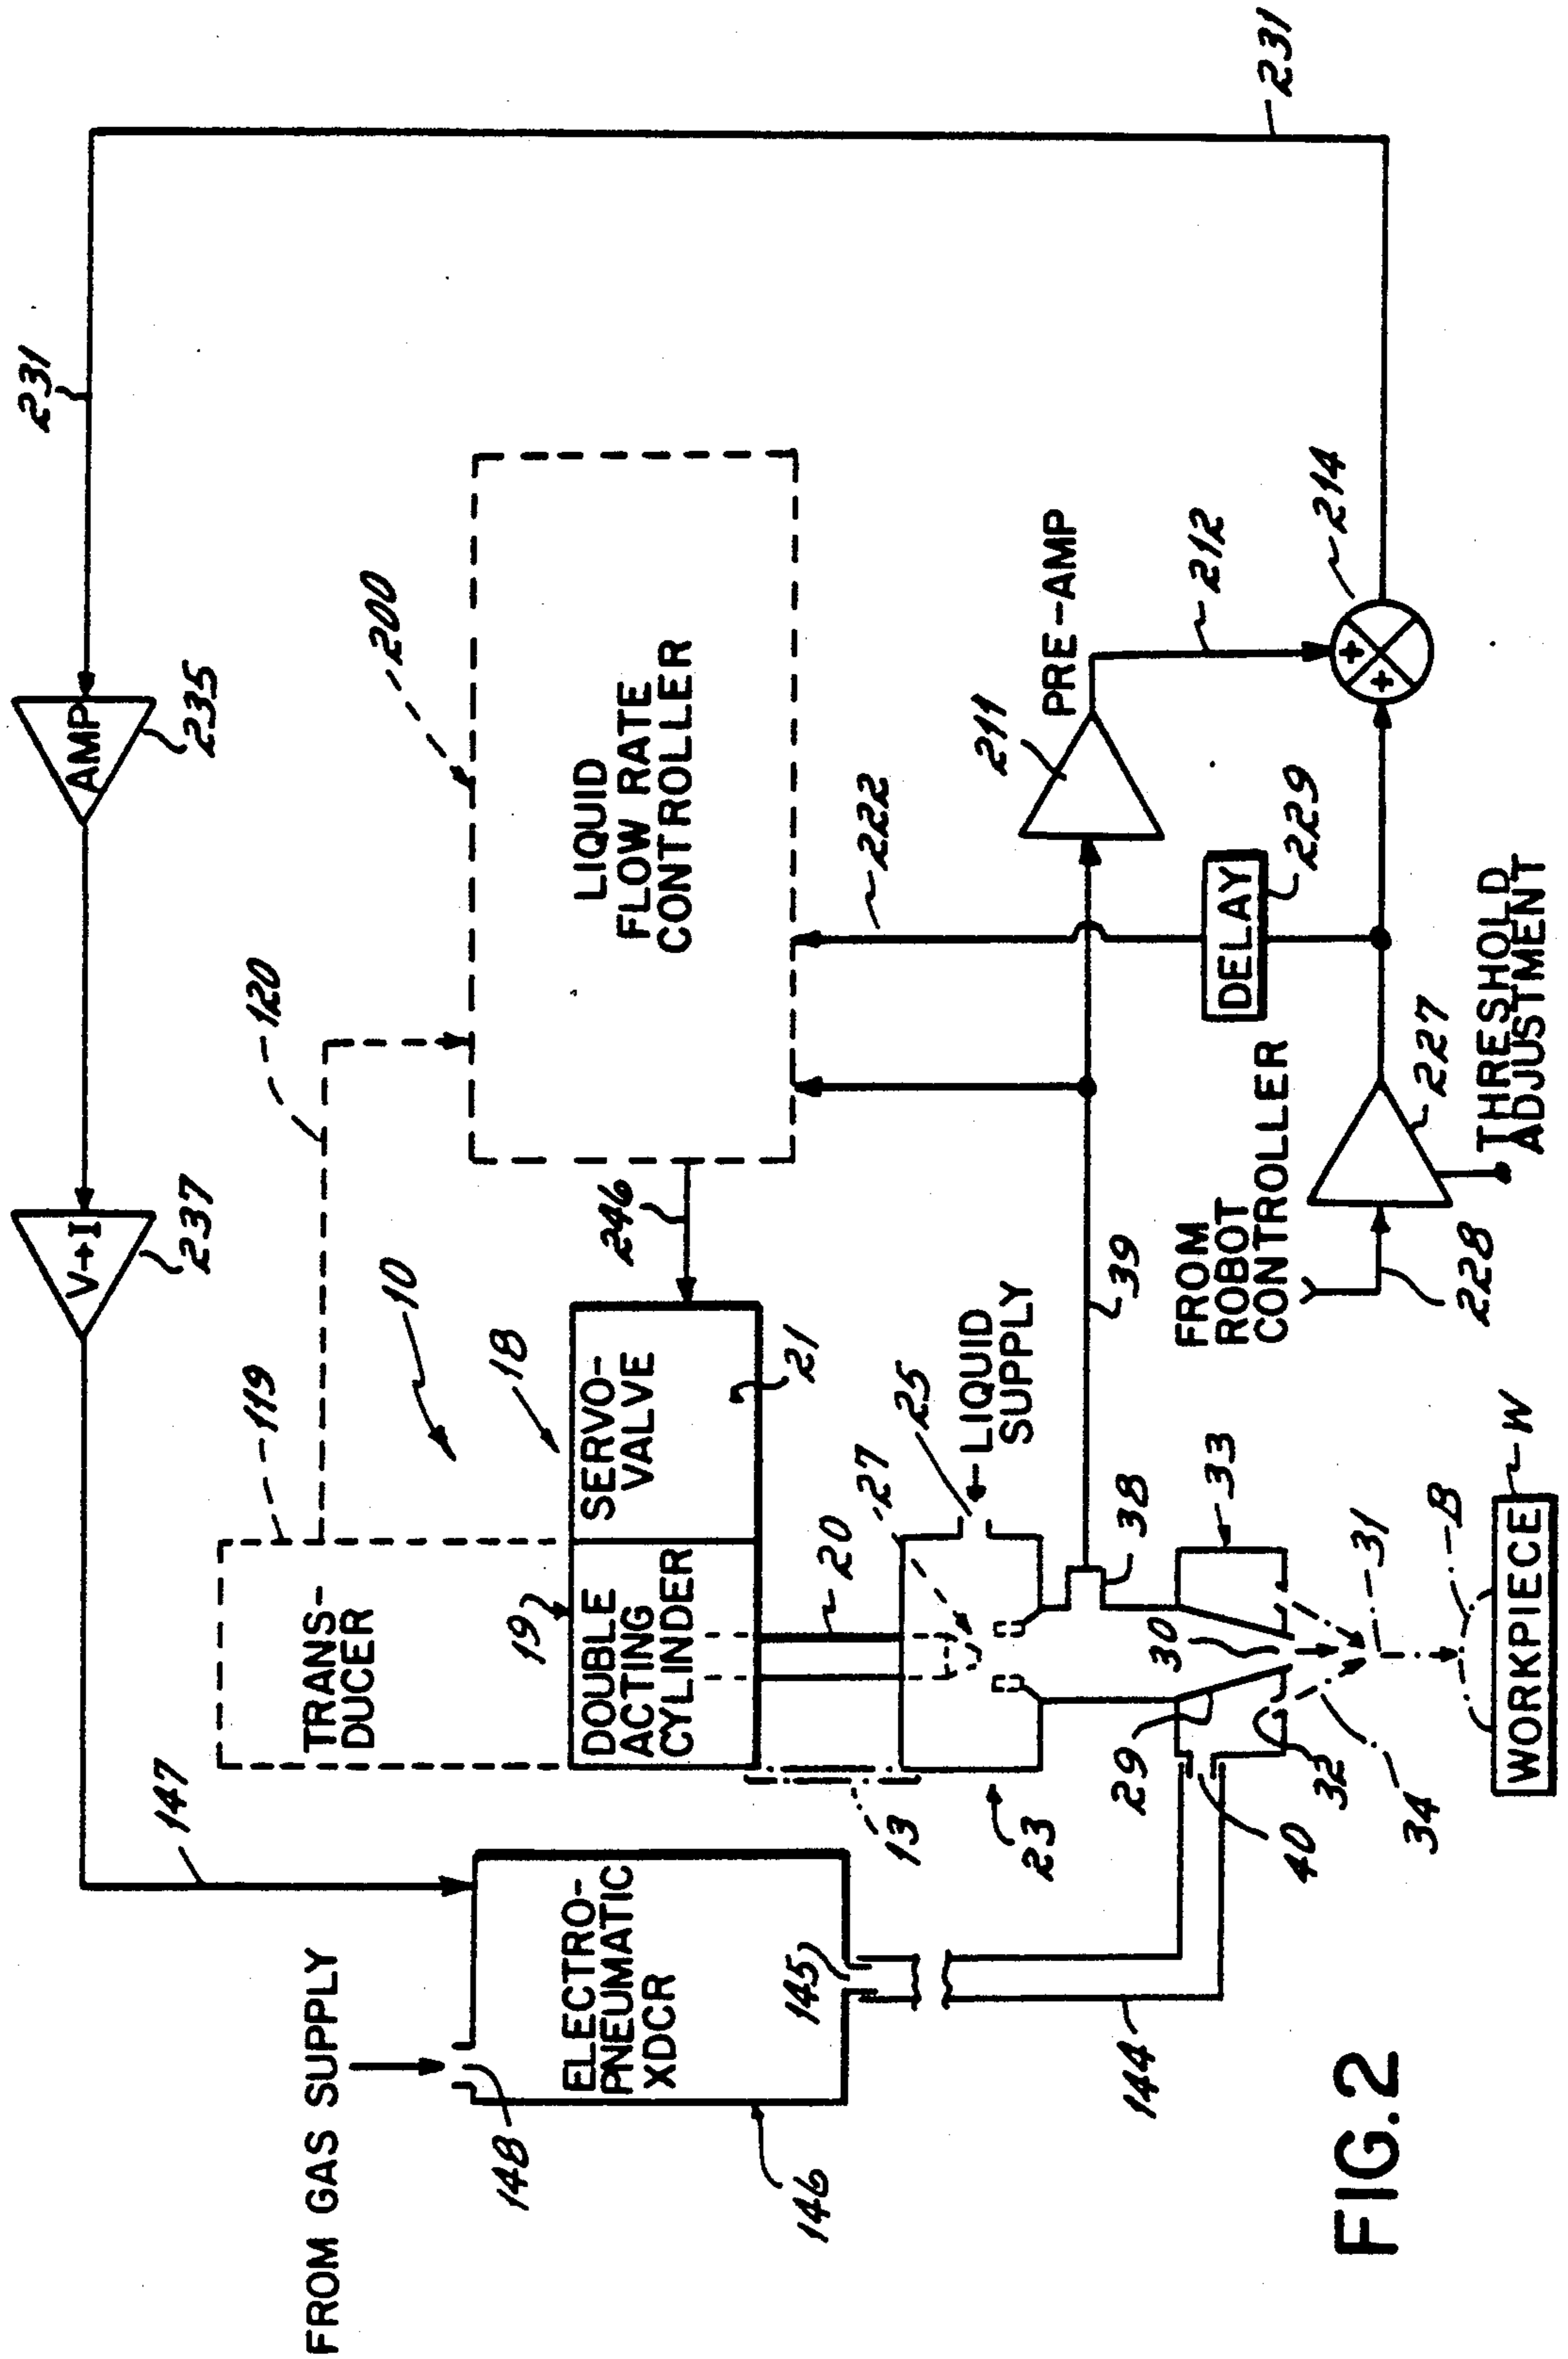 FROM GAS SUPPLY
148
146
ELECTRO-
PNEUMATIC
XDCR
145
144
147
237
V→I
235
AMP
231
231
TRANS-
DUCER
119
120
10
18
19
DOUBLE
ACTING
CYLINDER
SERVO-
VALVE
21
246
200
LIQUID
FLOW RATE
CONTROLLER
13
20
27
25
LIQUID
SUPPLY
23
38
39
222
211
PRE-AMP
212
214
+
+
29
30
33
40
32
34
31
B
W
WORKPIECE
FROM
ROBOT
CONTROLLER
228
227
THRESHOLD
ADJUSTMENT
DELAY
229
FIG.2